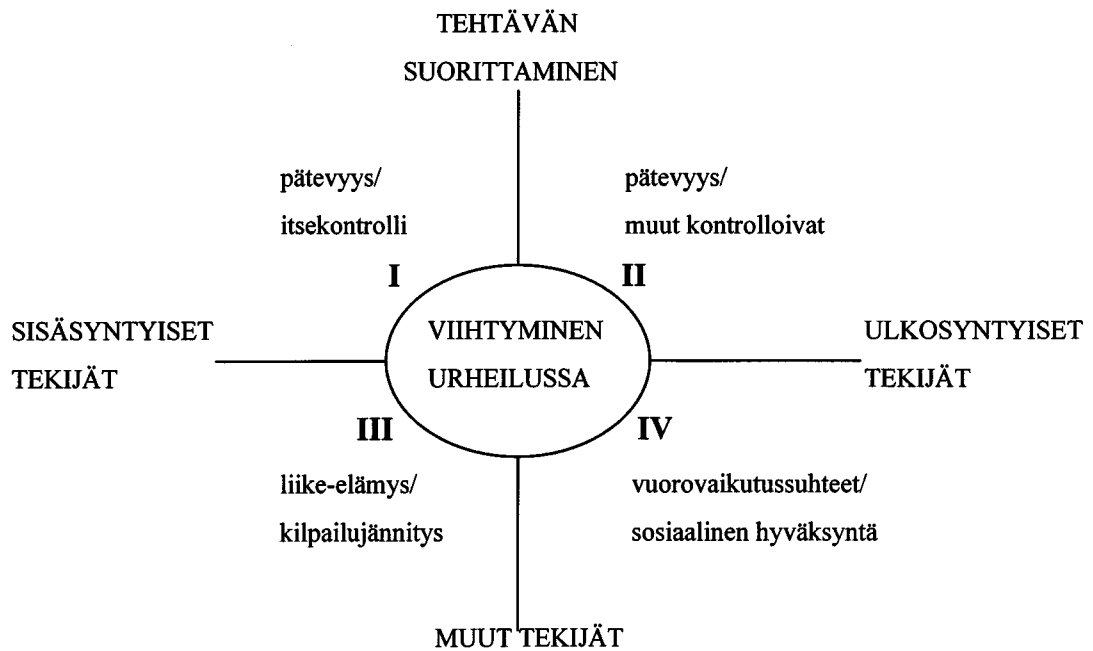 TEHTÄVÄN
SUORITTAMINEN
pätevyys/
itsekontrolli
pätevyys/
muut kontrolloivat
I
II
SISÄSYNTYISET
TEKIJÄT
VIIHTYMINEN
URHEILUSSA
ULKOSYNTYISET
TEKIJÄT
III
IV
liike-elämys/
kilpailujännitys
vuorovaikutussuhteet/
sosiaalinen hyväksyntä
MUUT TEKIJÄT